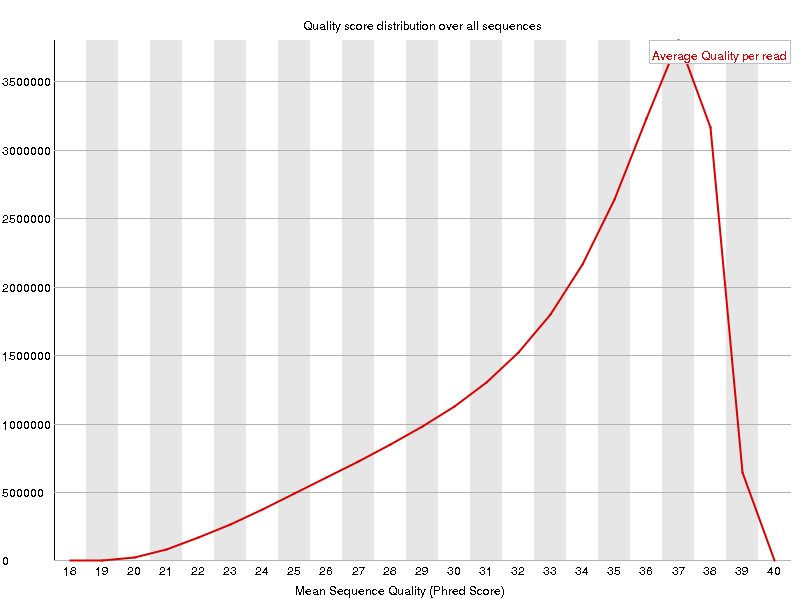 Quality score distribution over all sequences
Average Quality per read
3500000
3000000
2500000
2000000
1500000
1000000
500000
0
18 19 20 21 22 23 24 25 26 27 28 29 30 31 32 33 34 35 36 37 38 39 40
Mean Sequence Quality (Phred Score)